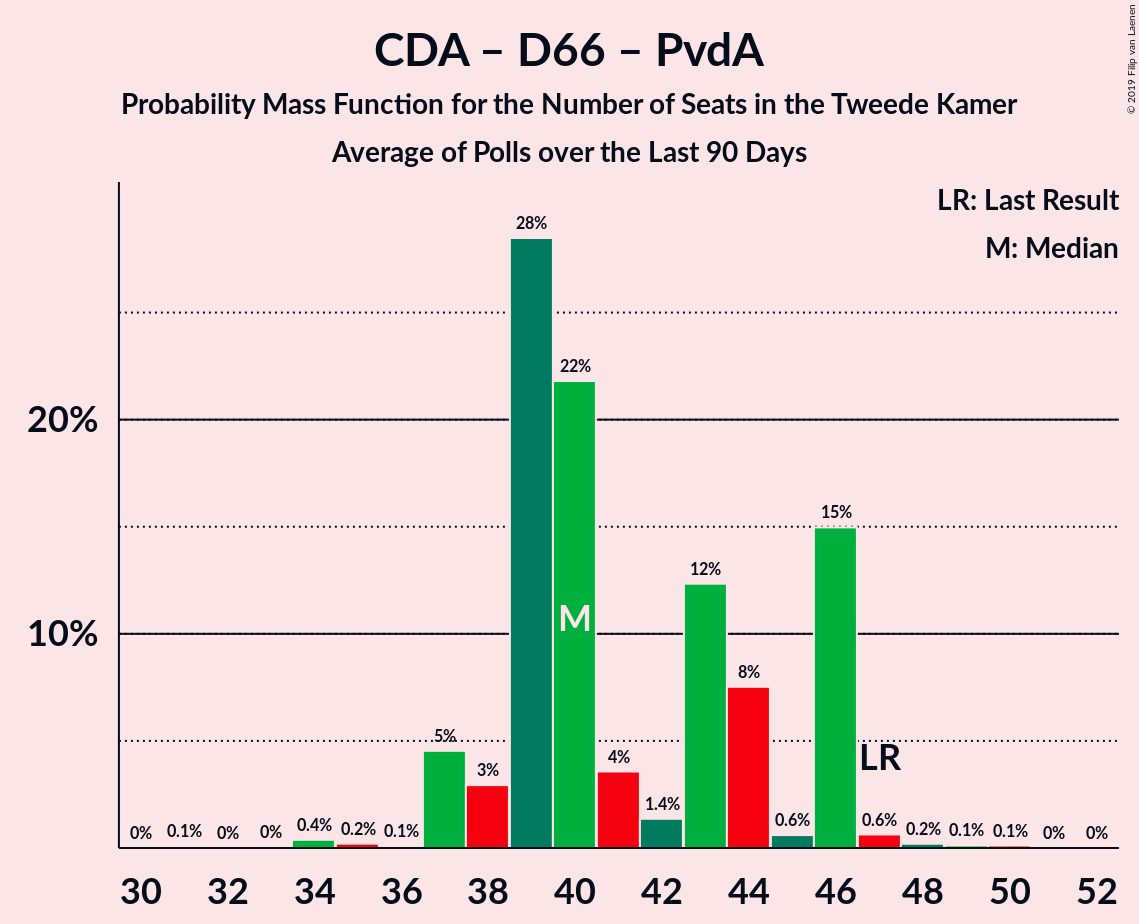 CDA – D66 – PvdA
Probability Mass Function for the Number of Seats in the Tweede Kamer
Average of Polls over the Last 90 Days
© 2019 Filip van Laenen
LR: Last Result
M: Median
28%
22%
20%
15%
12%
M
10%
8%
5%
LR
4%
3%
1.4%
0% 0.1% 0% 0% 0.4% 0.2% 0.1% 0.6% 0.6% 0.2% 0.1% 0.1% 0% 0%
30 32 34 36 38 40 42 44 46 48 50 52